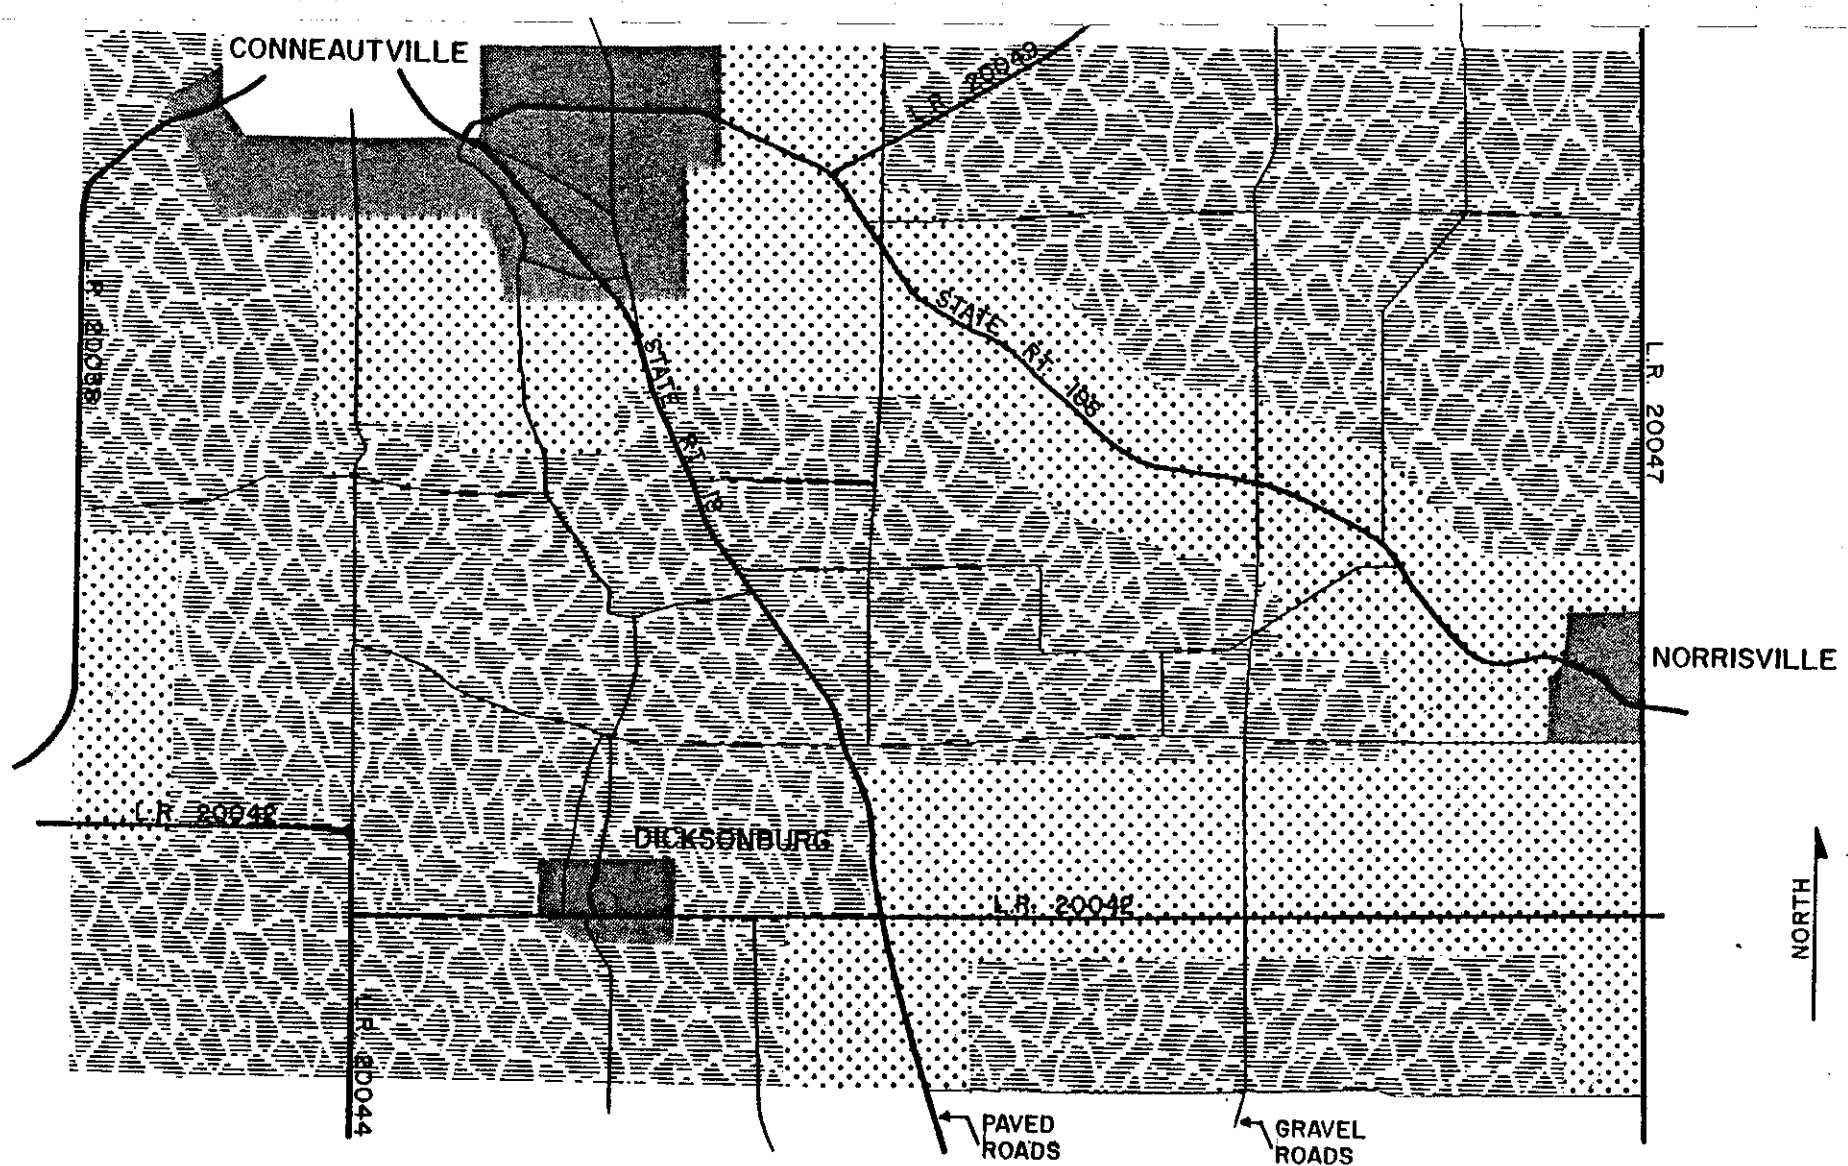 CONNEAUTVILLE
L.R. 20049
L.R. 20088
STATE RT. 18
STATE RT. 198
L.R. 20047
NORRISVILLE
L.R. 20042
DICKSONBURG
L.R. 20042
L.R. 20044
NORTH
PAVED
ROADS
GRAVEL
ROADS